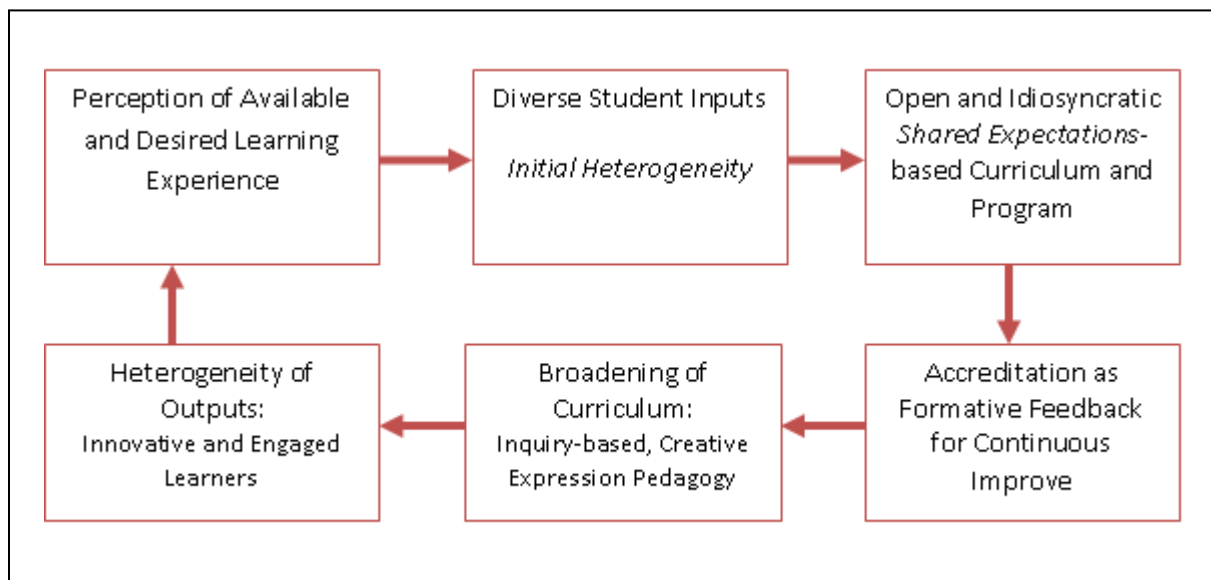 Perception of Available
and Desired Learning
Experience
Diverse Student Inputs
Initial Heterogeneity
Open and Idiosyncratic
Shared Expectations-
based Curriculum and
Program
Accreditation as
Formative Feedback
for Continuous
Improve
Broadening of
Curriculum:
Inquiry-based, Creative
Expression Pedagogy
Heterogeneity of
Outputs:
Innovative and Engaged
Learners